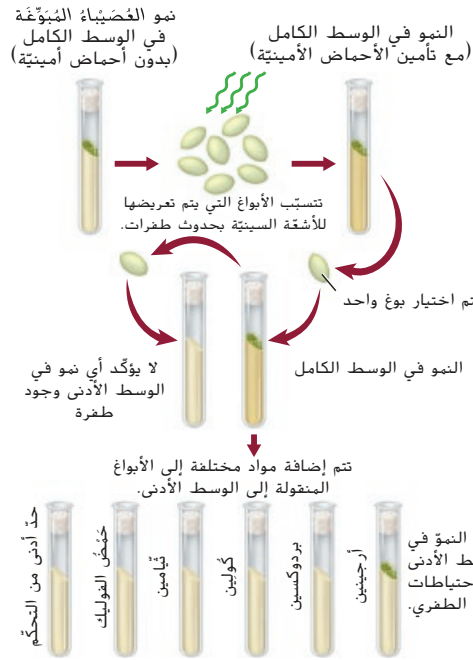 نمو العُصَيْباءُ المُبَوِّغَة
في الوسط الكامل
(بدون أحماض أمينيّة)
النمو في الوسط الكامل
(مع تأمين الأحماض الأمينيّة)
تتسبّب الأبواغ التي يتم تعريضها
للأشعّة السينيّة بحدوث طفرات.
تم اختيار بوغ واحد
النمو في الوسط الكامل
لا يؤكّد أي نمو في
الوسط الأدنى وجود
طفرة
تتم إضافة مواد مختلفة إلى الأبواغ
المنقولة إلى الوسط الأدنى.
النموّ في
ط الأدنى
حتياطات
الطفري.
أرجينين
بردوكسين
كولين
ثيامين
حَمْضُ الفوليك
حدّ أدنى من التحكّم